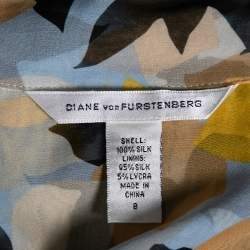 DIANE von FURSTENBERG
SHELL:
100% SILK
LINING:
95% SILK
5% LYCRA
MADE IN
CHINA
8